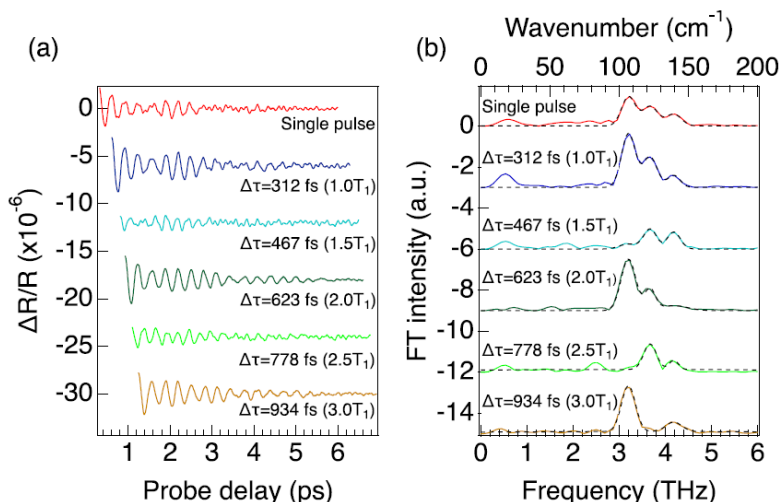 (a)
ΔR/R (x10⁻⁶)
0
-5
-10
-15
-20
-25
-30
Single pulse
Δτ=312 fs (1.0T₁)
Δτ=467 fs (1.5T₁)
Δτ=623 fs (2.0T₁)
Δτ=778 fs (2.5T₁)
Δτ=934 fs (3.0T₁)
1 2 3 4 5 6
Probe delay (ps)
(b)
Wavenumber (cm⁻¹)
0 50 100 150 200
FT intensity (a.u.)
0
-2
-4
-6
-8
-10
-12
-14
Single pulse
Δτ=312 fs (1.0T₁)
Δτ=467 fs (1.5T₁)
Δτ=623 fs (2.0T₁)
Δτ=778 fs (2.5T₁)
Δτ=934 fs (3.0T₁)
0 1 2 3 4 5 6
Frequency (THz)